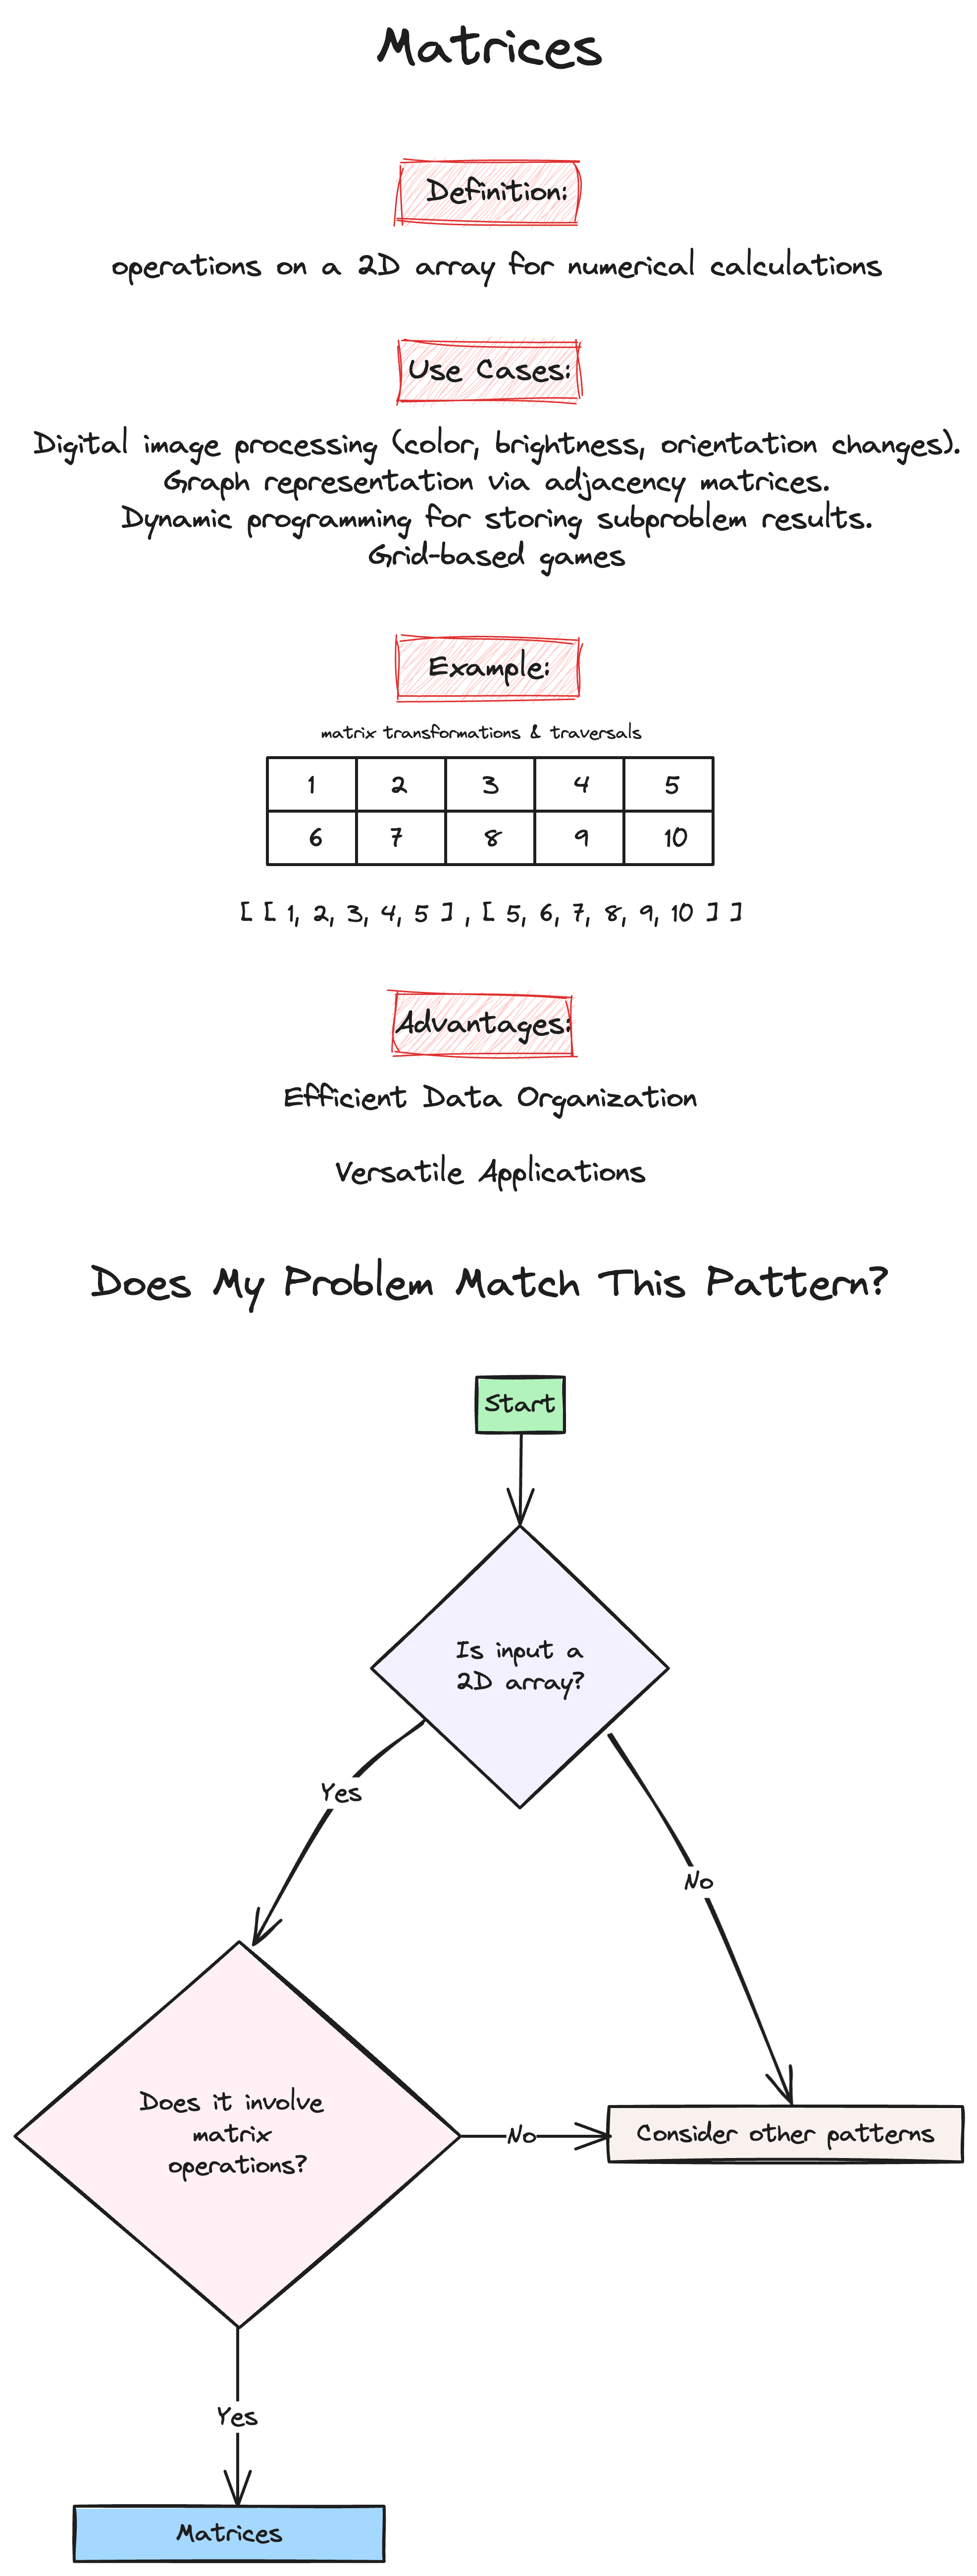 Matrices
Definition:
operations on a 2D array for numerical calculations
Use Cases:
Digital image processing (color, brightness, orientation changes).
Graph representation via adjacency matrices.
Dynamic programming for storing subproblem results.
Grid-based games
Example:
matrix transformations & traversals
1 2 3 4 5
6 7 8 9 10
[ [ 1, 2, 3, 4, 5 ] , [ 5, 6, 7, 8, 9, 10 ] ]
Advantages:
Efficient Data Organization
Versatile Applications
Does My Problem Match This Pattern?
Start
Is input a
2D array?
Yes
No
Does it involve
matrix
operations?
No
Consider other patterns
Yes
Matrices